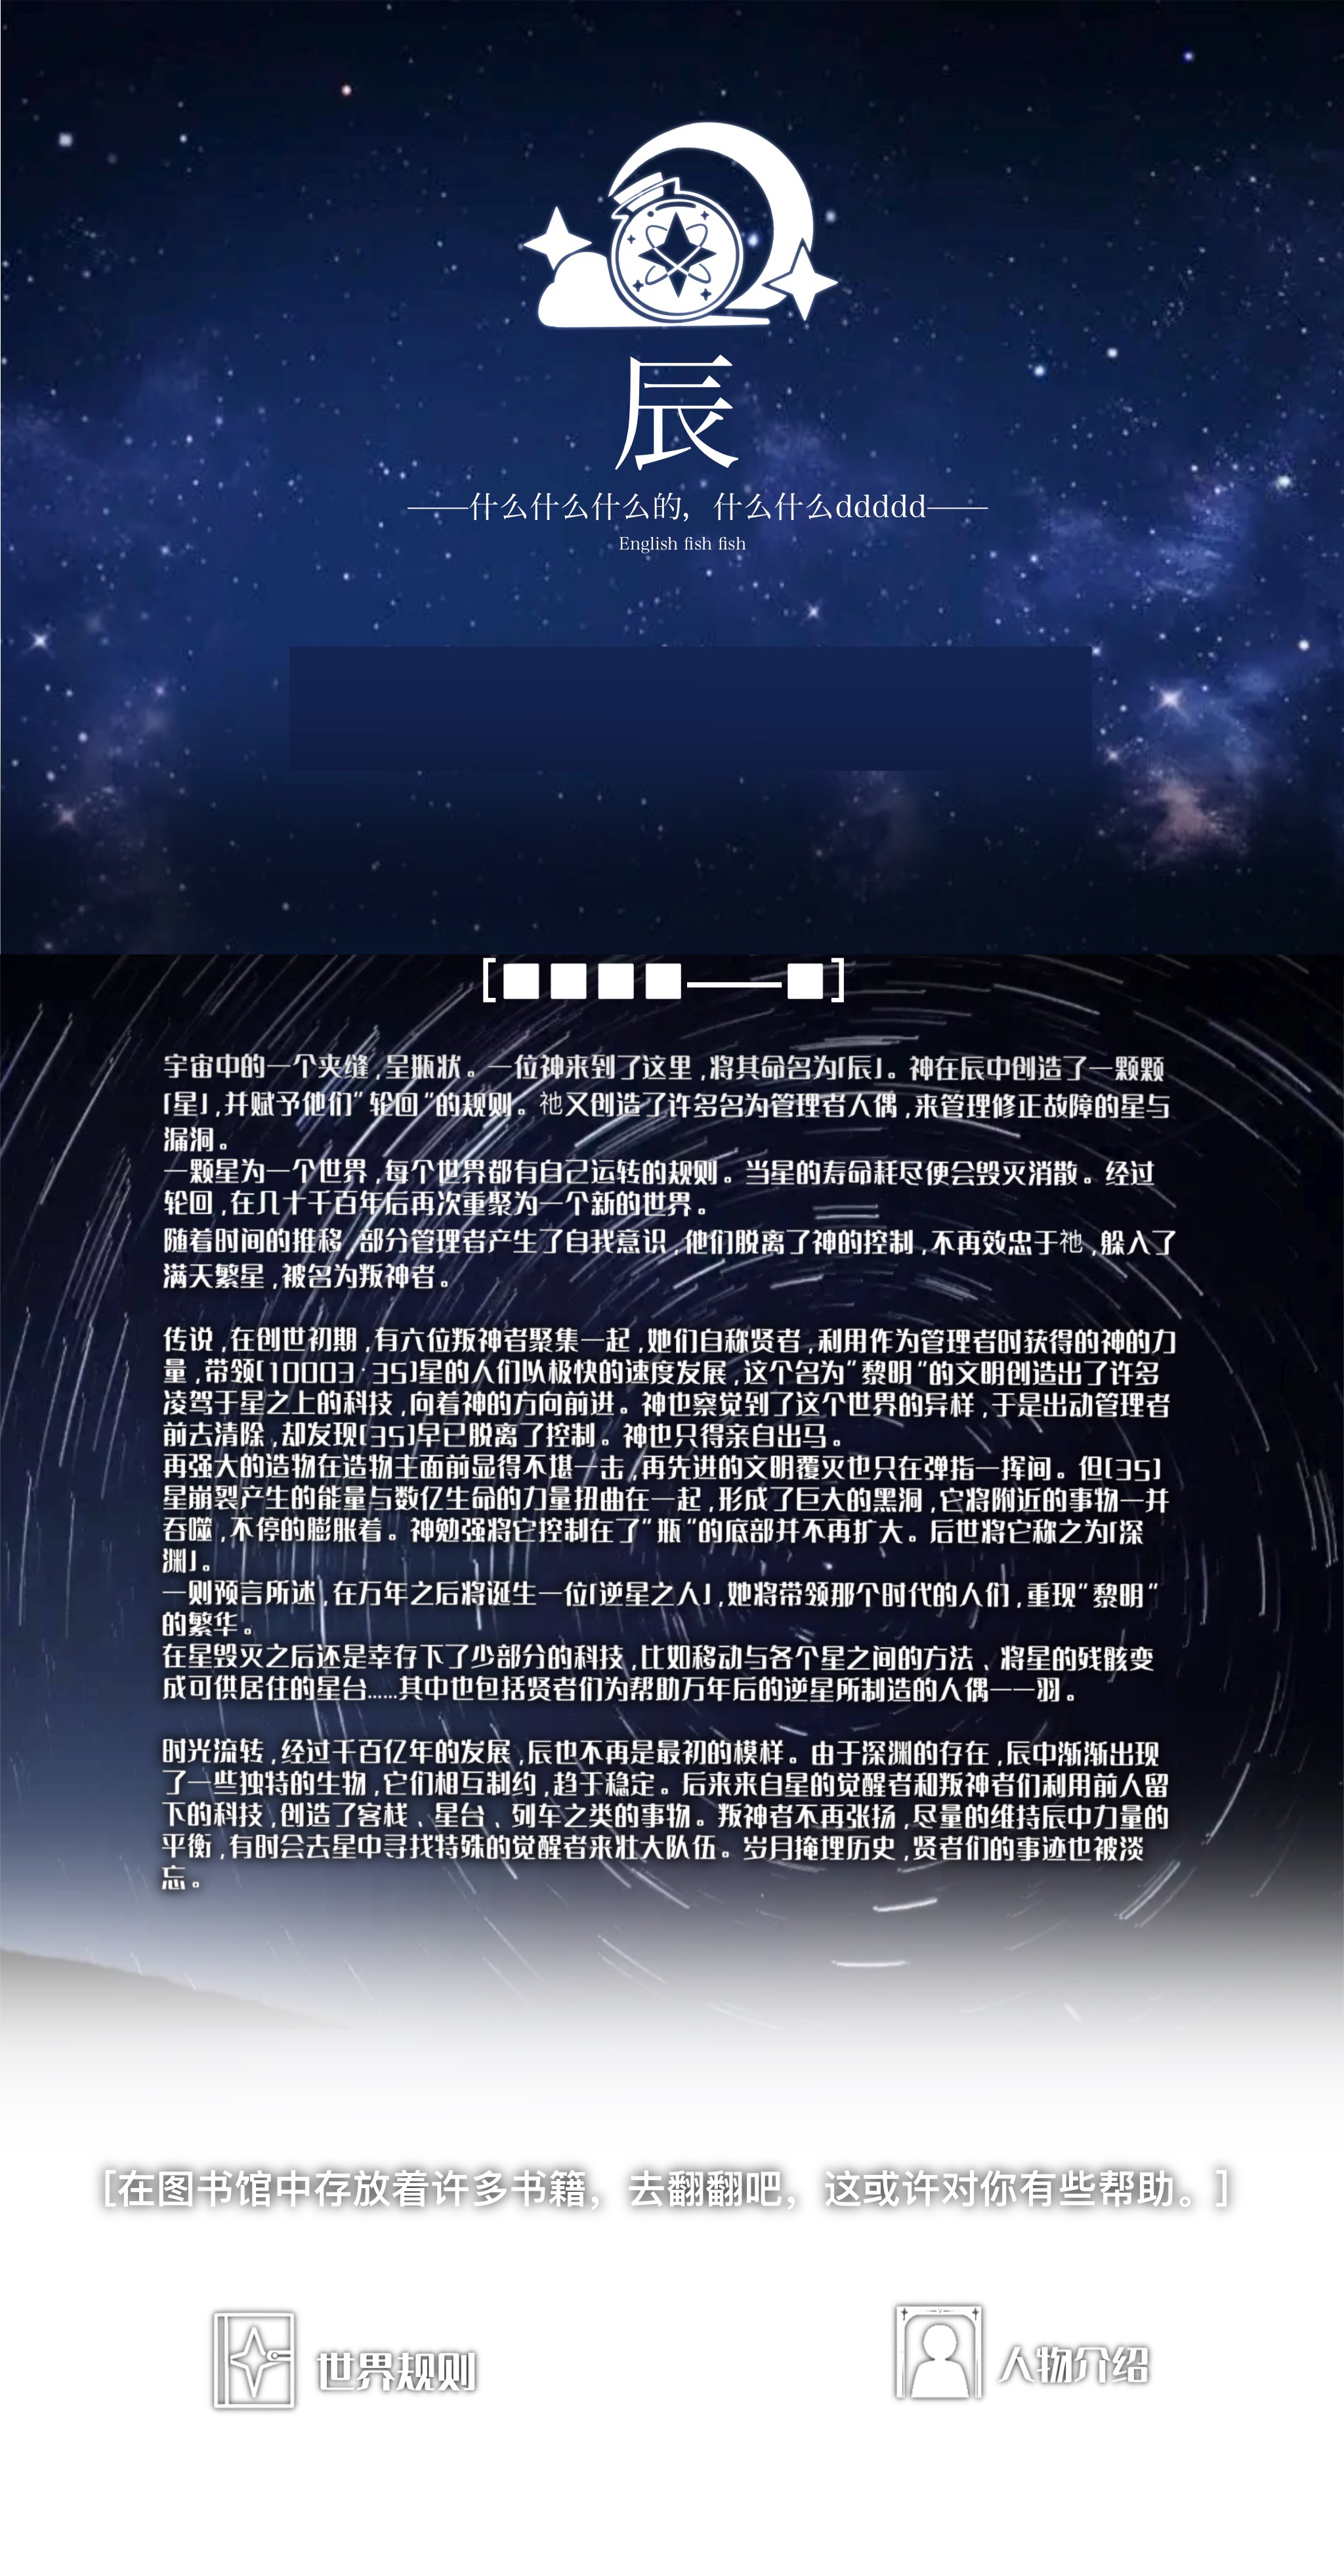 辰
——什么什么什么的，什么什么ddddd——
English fish fish
[■■■■——■]
宇宙中的一个夹缝,呈瓶状。一位神来到了这里,将其命名为「辰」。神在辰中创造了一颗颗
「星」,并赋予他们"轮回"的规则。祂又创造了许多名为管理者人偶,来管理修正故障的星与
漏洞。
一颗星为一个世界,每个世界都有自己运转的规则。当星的寿命耗尽便会毁灭消散。经过
轮回,在几十千百年后再次重聚为一个新的世界。
随着时间的推移,部分管理者产生了自我意识,他们脱离了神的控制,不再效忠于祂,躲入了
满天繁星,被名为叛神者。
传说,在创世初期,有六位叛神者聚集一起,她们自称贤者,利用作为管理者时获得的神的力
量,带领[10003·35]星的人们以极快的速度发展,这个名为"黎明"的文明创造出了许多
凌驾于星之上的科技,向着神的方向前进。神也察觉到了这个世界的异样,于是出动管理者
前去清除,却发现[35]早已脱离了控制。神也只得亲自出马。
再强大的造物在造物主面前显得不堪一击,再先进的文明覆灭也只在弹指一挥间。但[35]
星崩裂产生的能量与数亿生命的力量扭曲在一起,形成了巨大的黑洞,它将附近的事物一并
吞噬,不停的膨胀着。神勉强将它控制在了"瓶"的底部并不再扩大。后世将它称之为「深
渊」。
一则预言所述,在万年之后将诞生一位「逆星之人」,她将带领那个时代的人们,重现"黎明"
的繁华。
在星毁灭之后还是幸存下了少部分的科技,比如移动与各个星之间的方法、将星的残骸变
成可供居住的星台……其中也包括贤者们为帮助万年后的逆星所制造的人偶——羽。
时光流转,经过千百亿年的发展,辰也不再是最初的模样。由于深渊的存在,辰中渐渐出现
了一些独特的生物,它们相互制约,趋于稳定。后来来自星的觉醒者和叛神者们利用前人留
下的科技,创造了客栈、星台、列车之类的事物。叛神者不再张扬,尽量的维持辰中力量的
平衡,有时会去星中寻找特殊的觉醒者来壮大队伍。岁月掩埋历史,贤者们的事迹也被淡
忘。
[在图书馆中存放着许多书籍，去翻翻吧，这或许对你有些帮助。]
世界规则
人物介绍